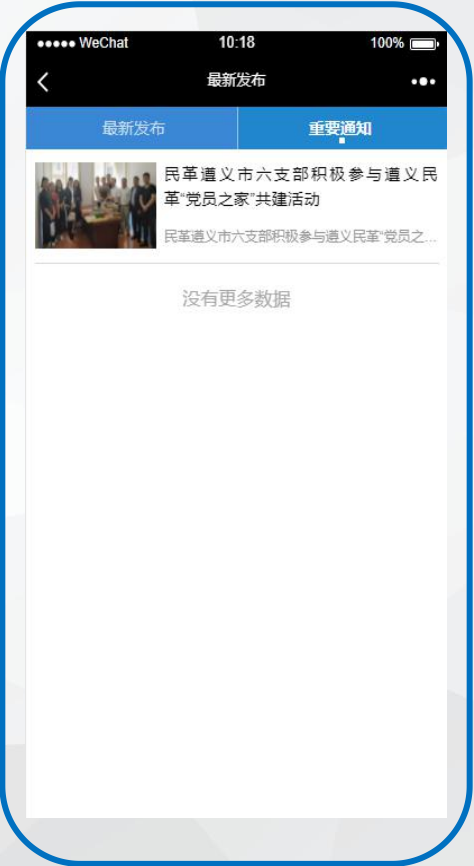 WeChat 10:18 100%
最新发布
最新发布 重要通知
民革遵义市六支部积极参与遵义民
革“党员之家”共建活动
民革遵义市六支部积极参与遵义民革“党员之...
没有更多数据